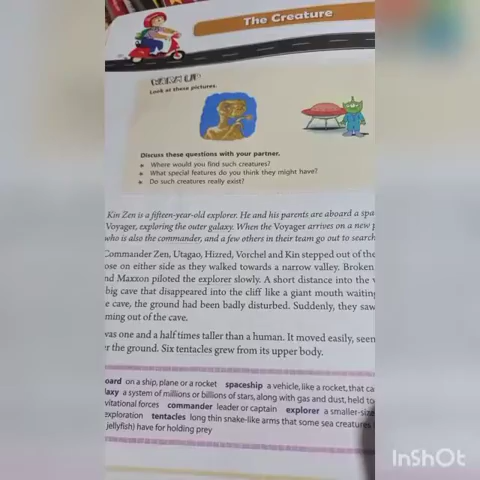 The Creature
WARM UP
Look at these pictures.
Discuss these questions with your partner.
Where would you find such creatures?
What special features do you think they might have?
Do such creatures really exist?
Kin Zen is a fifteen-year-old explorer. He and his parents are aboard a spa
Voyager, exploring the outer galaxy. When the Voyager arrives on a new p
who is also the commander, and a few others in their team go out to search
Commander Zen, Utagao, Hizred, Vorchel and Kin stepped out of the
ose on either side as they walked towards a narrow valley. Broken
nd Maxxon piloted the explorer slowly. A short distance into the v
big cave that disappeared into the cliff like a giant mouth waiting
e cave, the ground had been badly disturbed. Suddenly, they saw
ming out of the cave.
was one and a half times taller than a human. It moved easily, seem
r the ground. Six tentacles grew from its upper body.
oard on a ship, plane or a rocket spaceship a vehicle, like a rocket, that ca
laxy a system of millions or billions of stars, along with gas and dust, held to
vitational forces commander leader or captain explorer a smaller-size
exploration tentacles long thin snake-like arms that some sea creatures
jellyfish) have for holding prey
InShOt